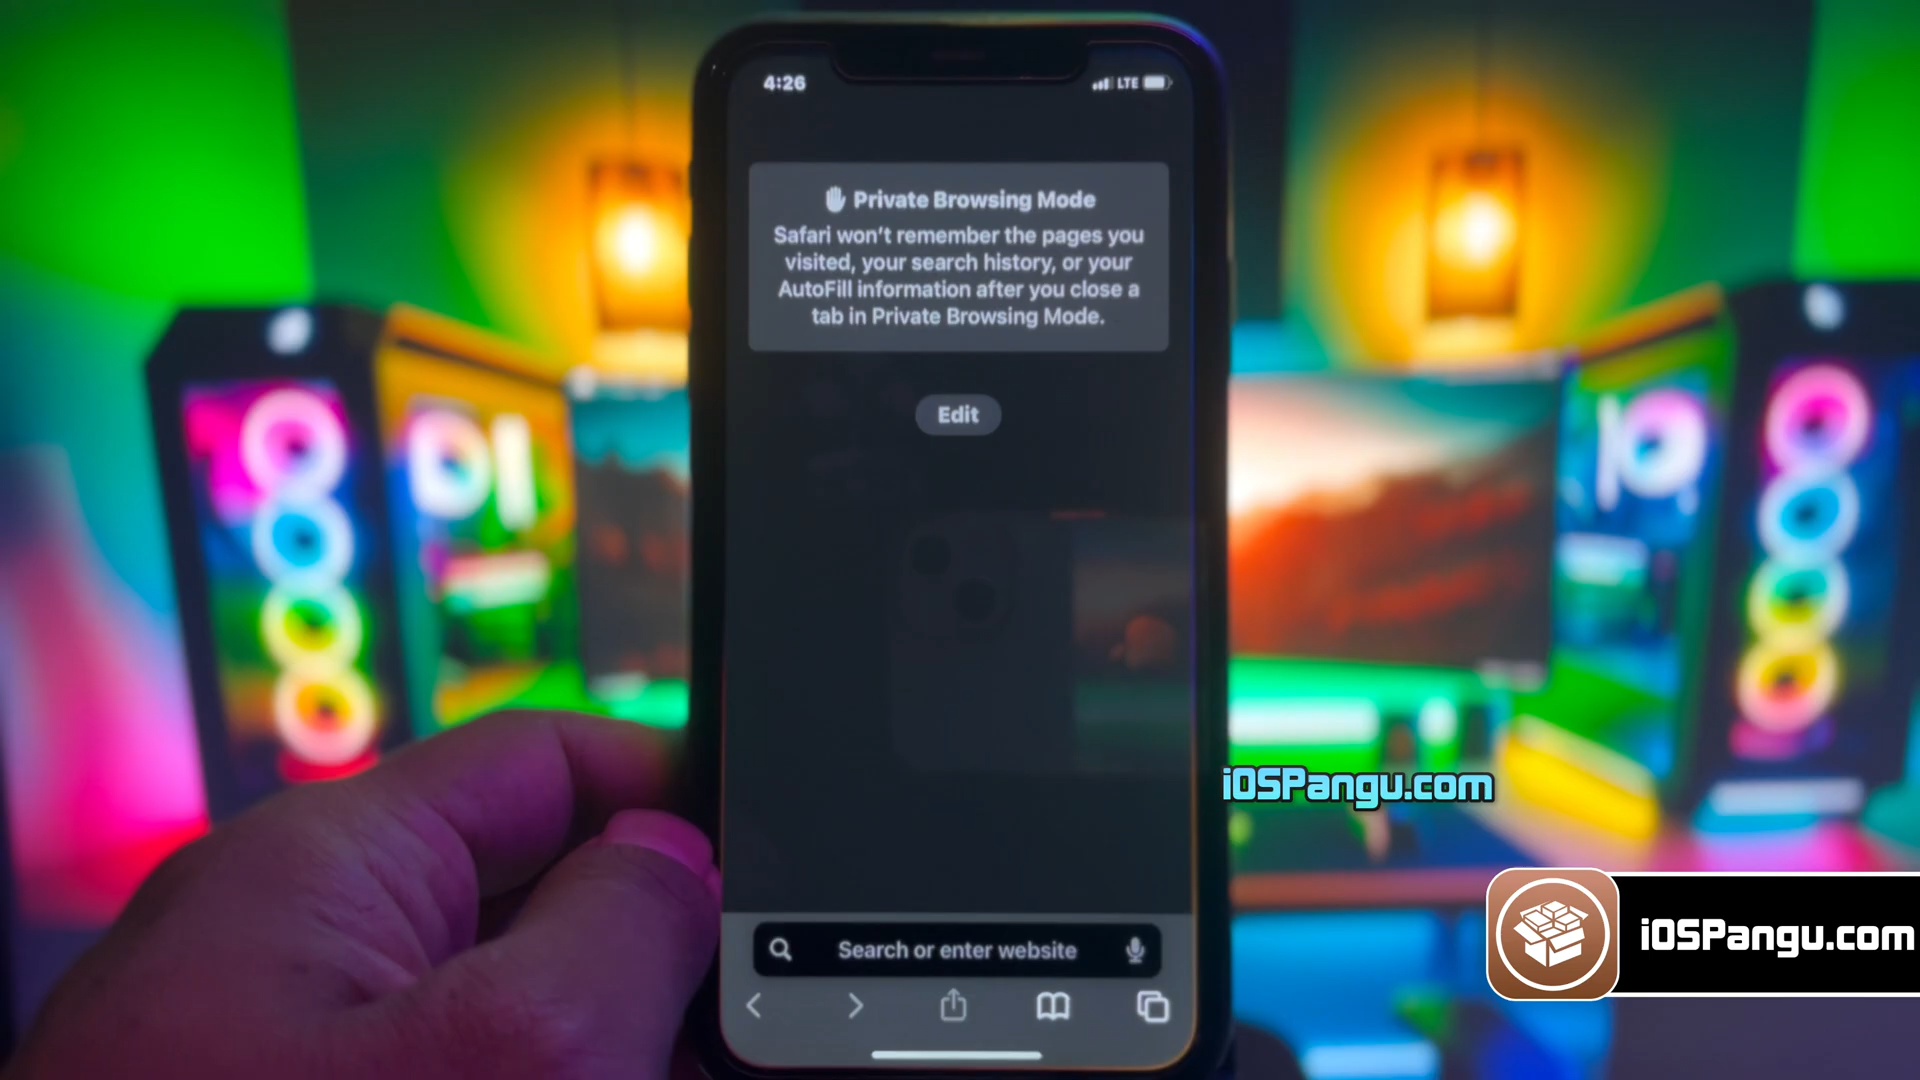 4:26
LTE
Private Browsing Mode
Safari won't remember the pages you
visited, your search history, or your
AutoFill information after you close a
tab in Private Browsing Mode.
Edit
iOSPangu.com
iOSPangu.com
Search or enter website